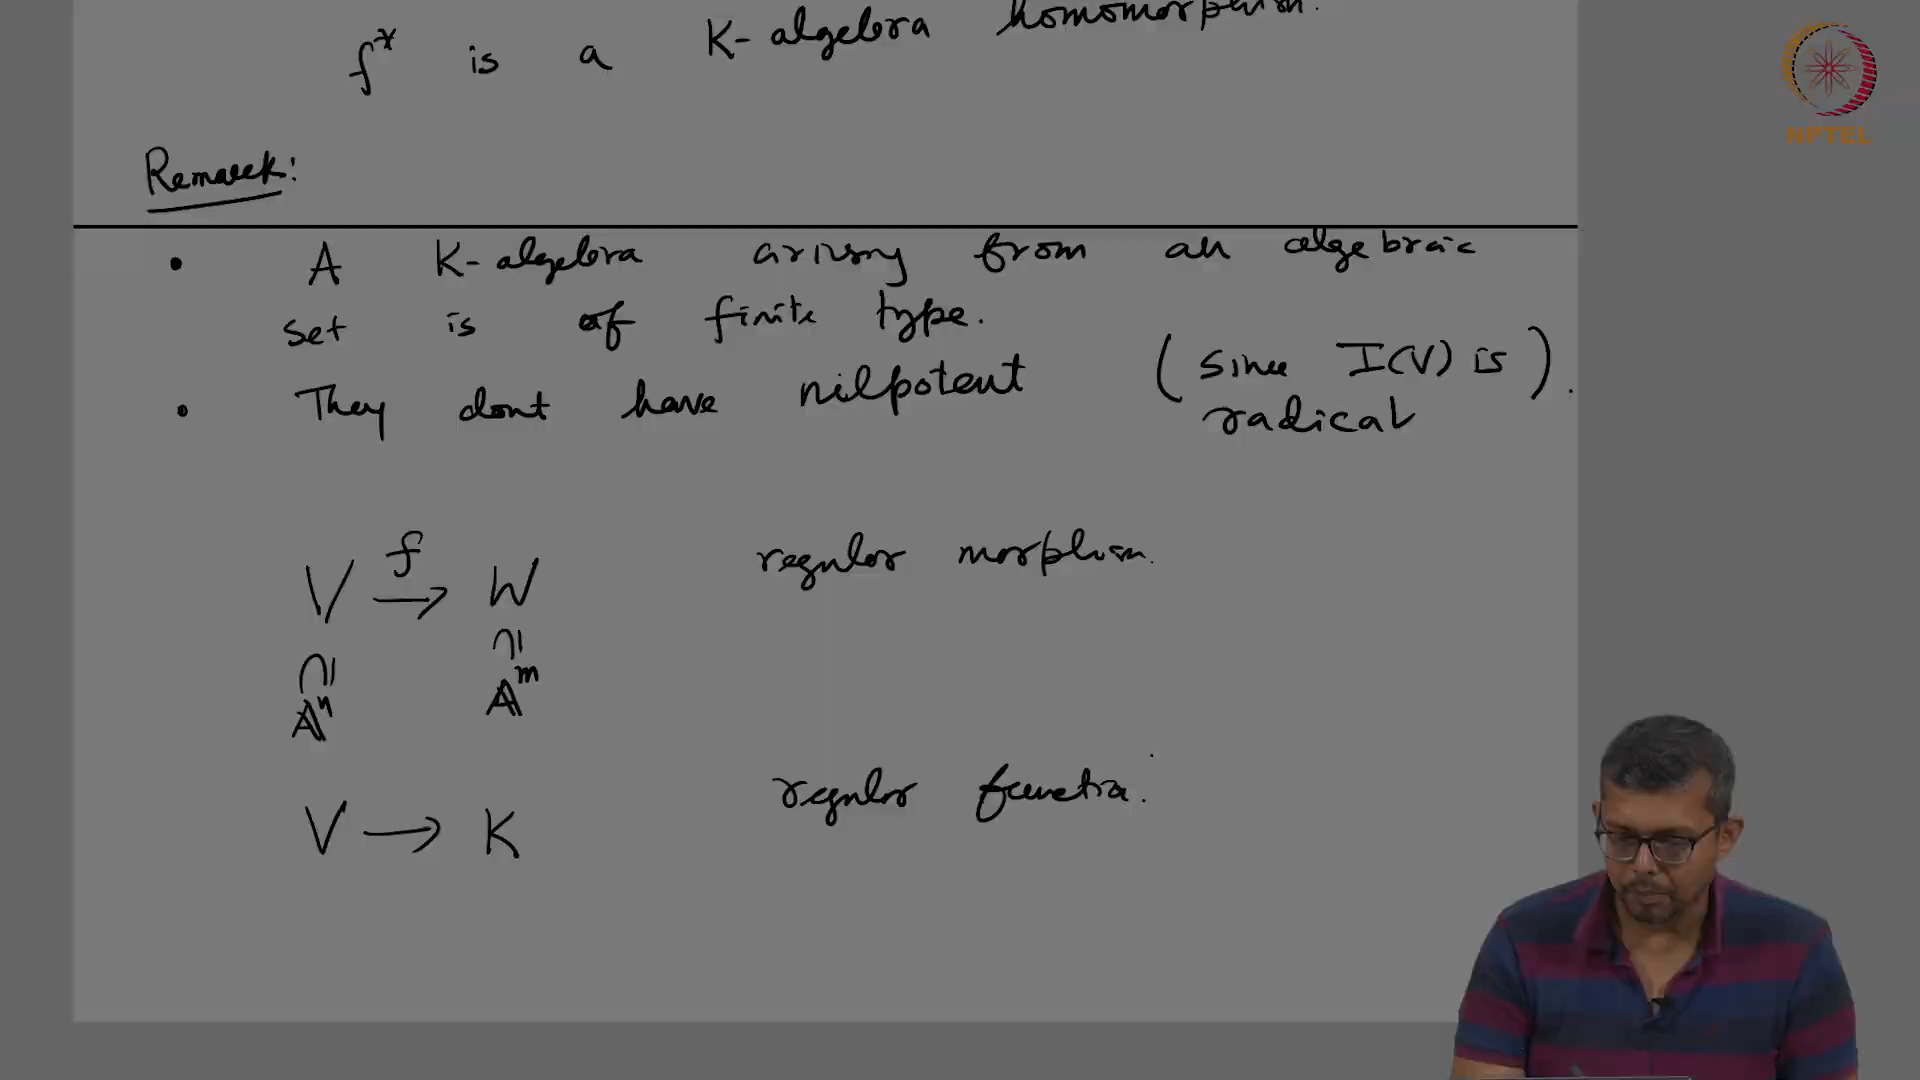 f* is a K-algebra homomorphism.
NPTEL
Remark:
• A K-algebra arising from an algebraic
set is of finite type.
• They dont have nilpotent (since I(V) is radical).
V f→ W regular morphism.
∩| ∩|
𝔸ⁿ 𝔸ᵐ
V → K regular function.